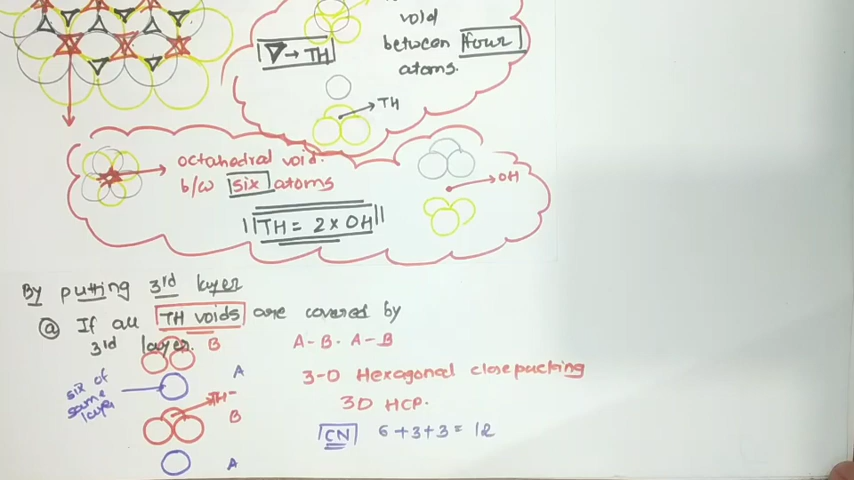 void
between four
atoms.
▽→ TH
TH
octahedral void.
b/w six atoms
OH
||TH = 2 x OH||
By putting 3rd layer
ⓐ If all TH voids are covered by
3rd layer.
B
A - B - A - B
A
six of
same
layer
3-D Hexagonal closepacking
TH-
B
3D HCP.
CN 6+3+3= 12
A